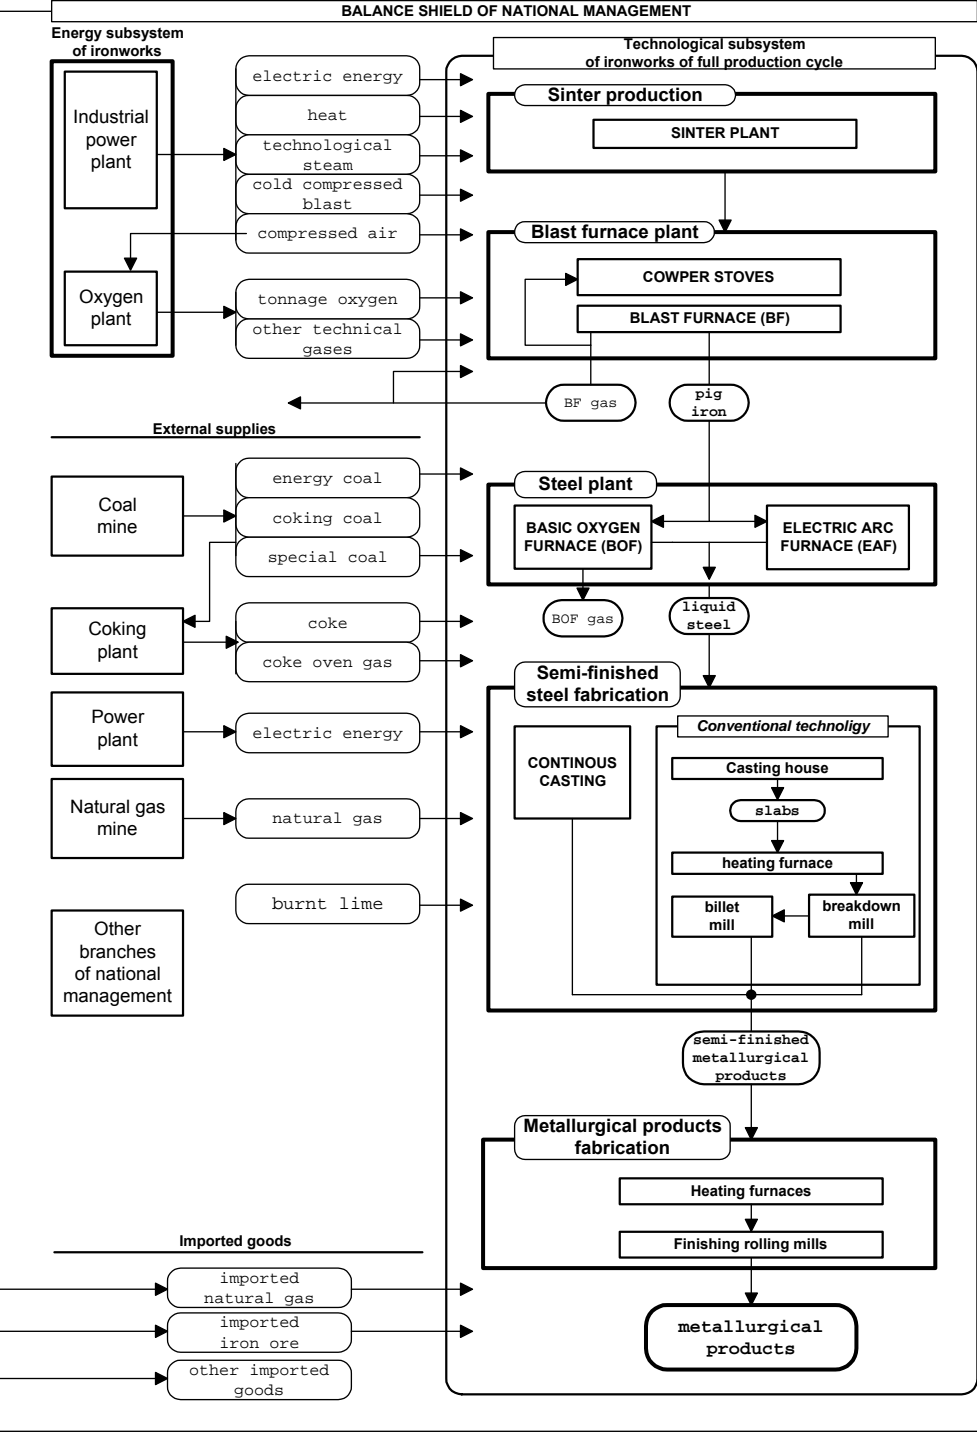 BALANCE SHIELD OF NATIONAL MANAGEMENT
Energy subsystem
of ironworks
Industrial
power
plant
Oxygen
plant
electric energy
heat
technological
steam
cold compressed
blast
compressed air
tonnage oxygen
other technical
gases
External supplies
Coal
mine
energy coal
coking coal
special coal
Coking
plant
coke
coke oven gas
Power
plant
electric energy
Natural gas
mine
natural gas
burnt lime
Other
branches
of national
management
Imported goods
imported
natural gas
imported
iron ore
other imported
goods
Technological subsystem
of ironworks of full production cycle
Sinter production
SINTER PLANT
Blast furnace plant
COWPER STOVES
BLAST FURNACE (BF)
BF gas
pig
iron
Steel plant
BASIC OXYGEN
FURNACE (BOF)
ELECTRIC ARC
FURNACE (EAF)
BOF gas
liquid
steel
Semi-finished
steel fabrication
CONTINOUS
CASTING
Conventional technoligy
Casting house
slabs
heating furnace
billet
mill
breakdown
mill
semi-finished
metallurgical
products
Metallurgical products
fabrication
Heating furnaces
Finishing rolling mills
metallurgical
products